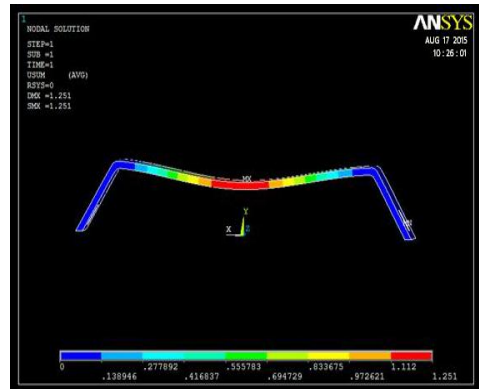 1
NODAL SOLUTION
STEP=1
SUB =1
TIME=1
USUM (AVG)
RSYS=0
DMX =1.251
SMX =1.251
ANSYS
AUG 17 2015
10:26:01
MX
Y
X Z
MN
0 .277892 .555783 .833675 1.112
.138946 .416837 .694729 .972621 1.251